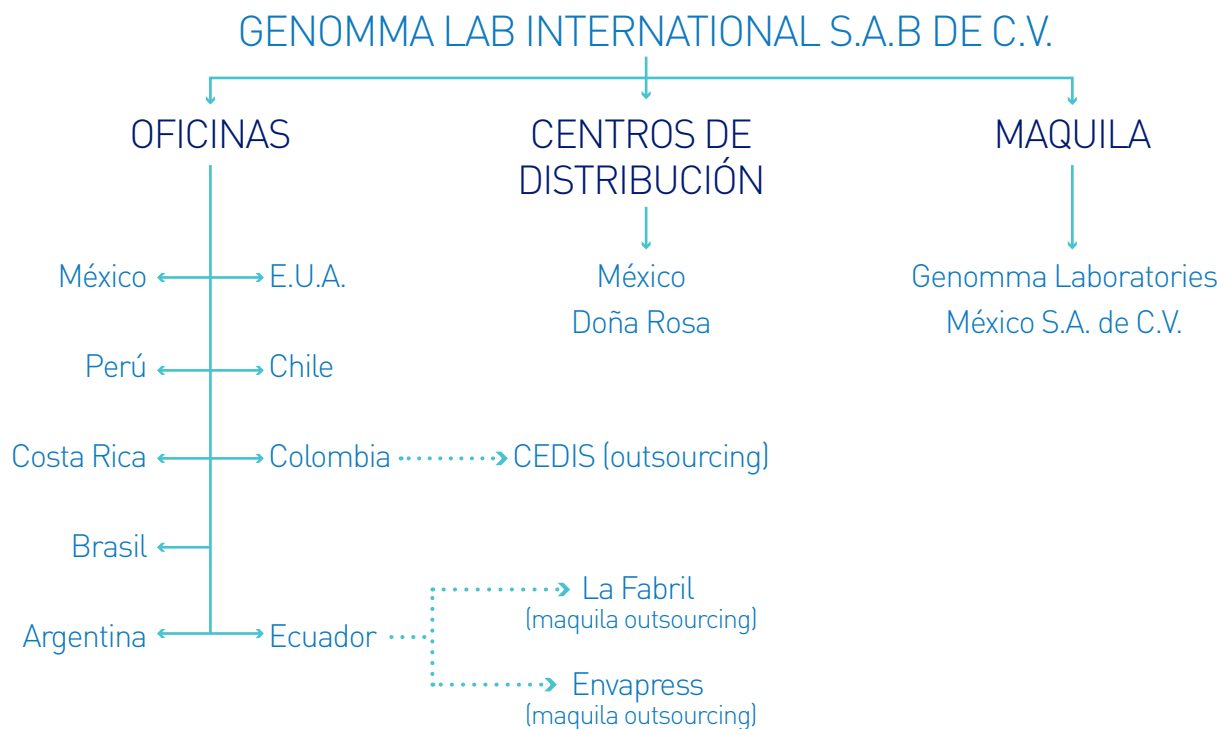 GENOMMA LAB INTERNATIONAL S.A.B DE C.V.
OFICINAS
CENTROS DE
DISTRIBUCIÓN
MAQUILA
México
E.U.A.
México
Doña Rosa
Genomma Laboratories
México S.A. de C.V.
Perú
Chile
Costa Rica
Colombia
CEDIS (outsourcing)
Brasil
Argentina
Ecuador
La Fabril
(maquila outsourcing)
Envapress
(maquila outsourcing)